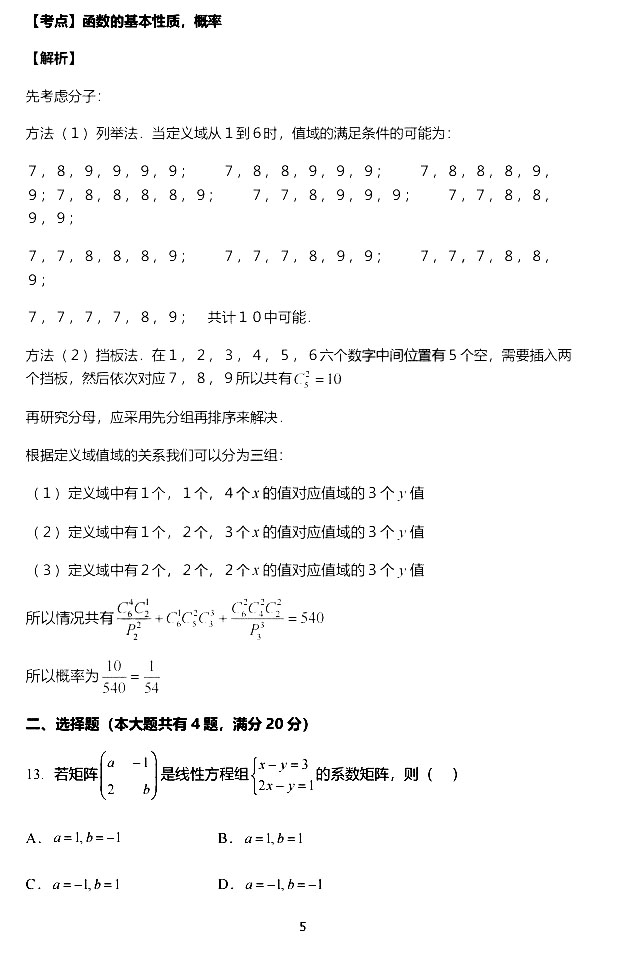 【考点】函数的基本性质，概率
【解析】
先考虑分子：
方法（１）列举法．当定义域从１到６时，值域的满足条件的可能为：
７，８，９，９，９，９； ７，８，８，９，９，９； ７，８，８，８，９，
９；７，８，８，８，８，９； ７，７，８，９，９，９； ７，７，８，８，
９，９；
７，７，８，８，８，９； ７，７，７，８，９，９； ７，７，７，８，８，
９；
７，７，７，７，８，９； 共计１０中可能．
方法（２）挡板法．在１，２，３，４，５，６六个数字中间位置有５个空，需要插入两
个挡板，然后依次对应７，８，９所以共有 C_5^2 = 10
再研究分母，应采用先分组再排序来解决．
根据定义域值域的关系我们可以分为三组：
（１）定义域中有１个，１个，４个 x 的值对应值域的３个 y 值
（２）定义域中有１个，２个，３个 x 的值对应值域的３个 y 值
（３）定义域中有２个，２个，２个 x 的值对应值域的３个 y 值
所以情况共有 \frac{C_6^4 C_2^1}{P_2^2} + C_6^1 C_5^2 C_3^3 + \frac{C_6^2 C_4^2 C_2^2}{P_3^3} = 540
所以概率为 \frac{10}{540} = \frac{1}{54}
二、选择题（本大题共有 4 题，满分 20 分）
13. 若矩阵 \begin{pmatrix} a & -1 \\ 2 & b \end{pmatrix} 是线性方程组 \begin{cases} x - y = 3 \\ 2x - y = 1 \end{cases} 的系数矩阵，则（ ）
A. a = 1, b = −1 B. a = 1, b = 1
C. a = −1, b = 1 D. a = −1, b = −1
5